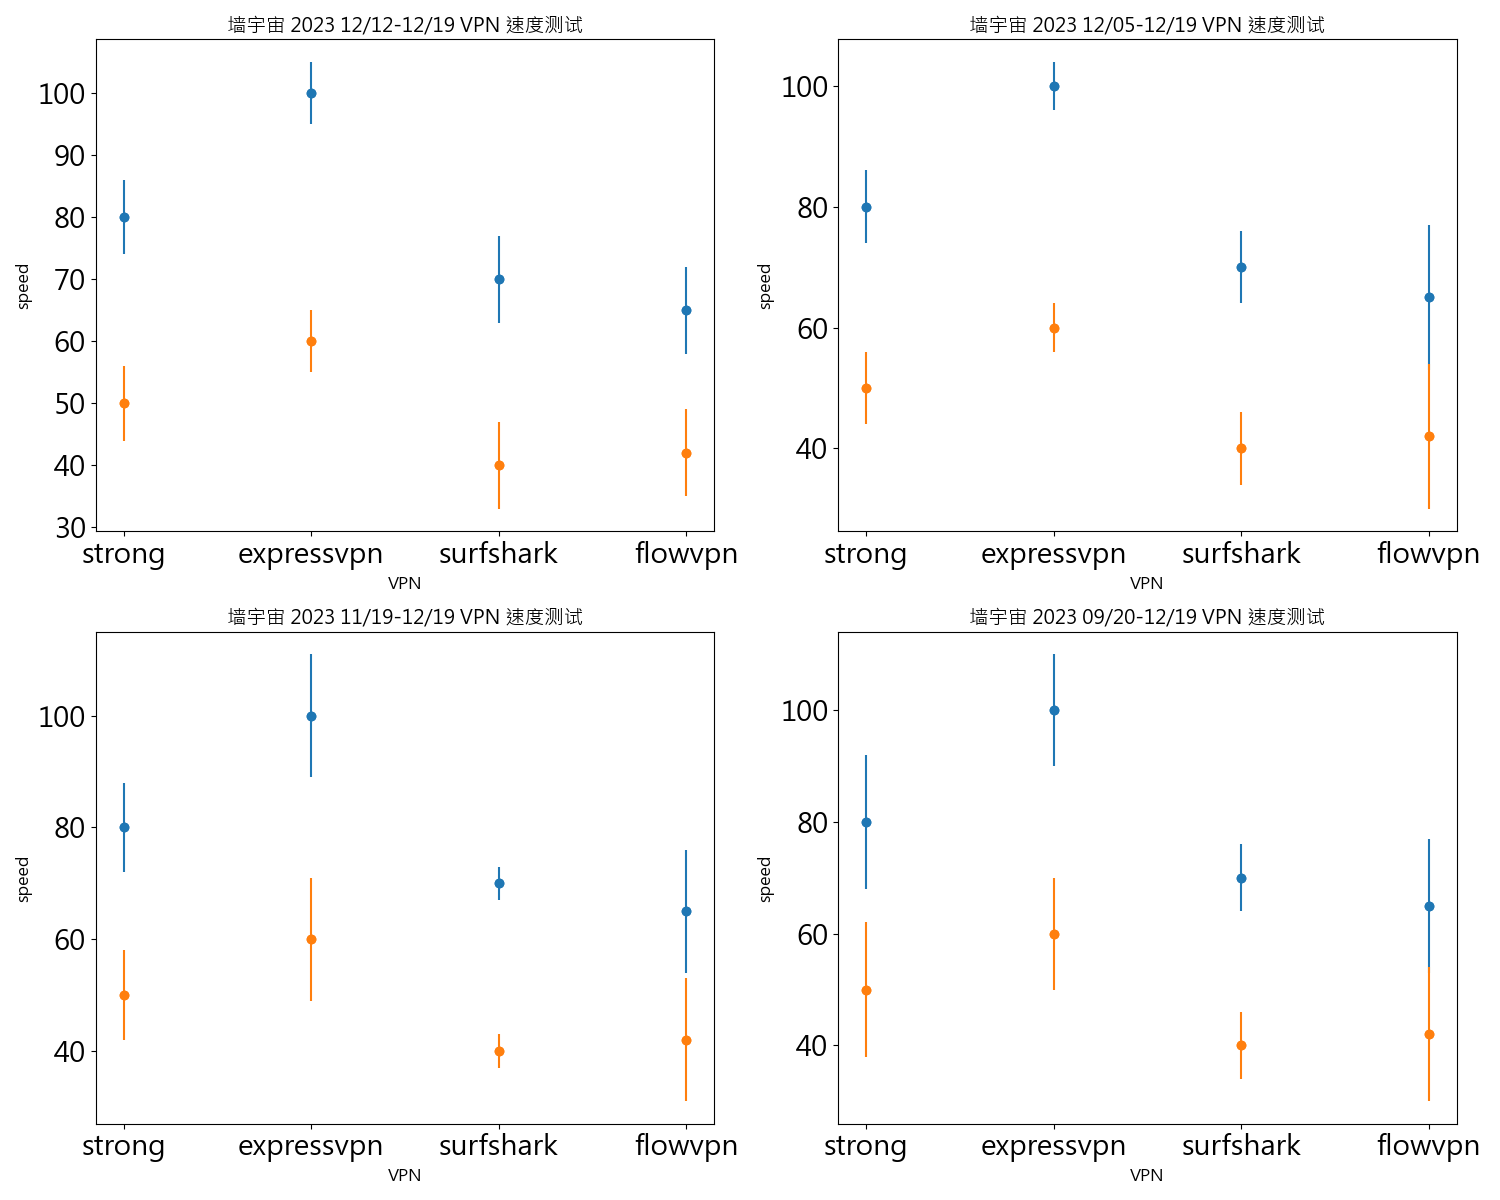 墙宇宙 2023 12/12-12/19 VPN 速度测试
100
90
80
70
60
50
40
30
speed
strong expressvpn surfshark flowvpn
VPN
墙宇宙 2023 12/05-12/19 VPN 速度测试
100
80
60
40
speed
strong expressvpn surfshark flowvpn
VPN
墙宇宙 2023 11/19-12/19 VPN 速度测试
100
80
60
40
speed
strong expressvpn surfshark flowvpn
VPN
墙宇宙 2023 09/20-12/19 VPN 速度测试
100
80
60
40
speed
strong expressvpn surfshark flowvpn
VPN